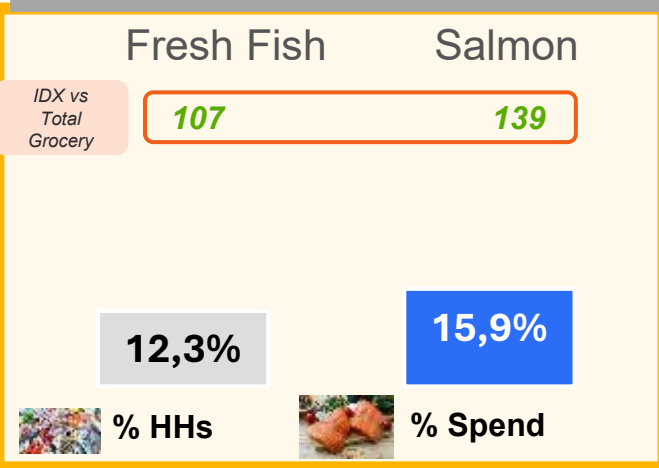 Fresh Fish Salmon
IDX vs
Total
Grocery
107 139
12,3%
15,9%
% HHs
% Spend